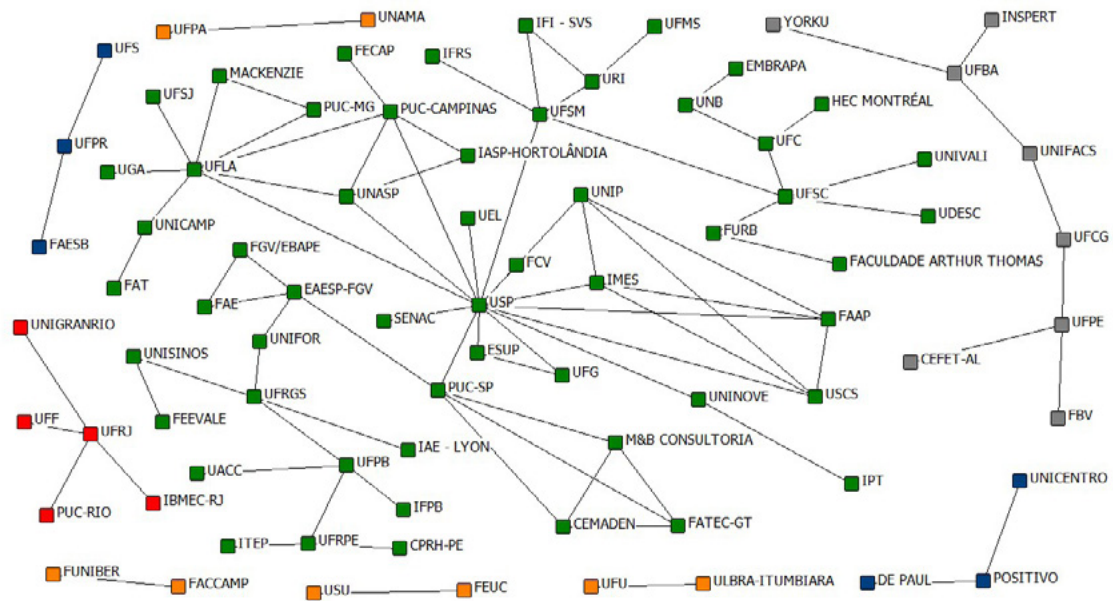 UNAMA
UFPA
YORKU
INSPERT
IFI - SVS
UFMS
UFS
FECAP
IFRS
EMBRAPA
UFBA
MACKENZIE
URI
UFSJ
PUC-MG
PUC-CAMPINAS
UFSM
UNB
HEC MONTRÉAL
UFPR
UFC
UNIFACS
IASP-HORTOLÂNDIA
UNIVALI
UGA
UFLA
UNASP
UNIP
UFSC
UEL
UDESC
UNICAMP
FURB
UFCG
FAESB
FGV/EBAPE
FCV
FACULDADE ARTHUR THOMAS
FAT
EAESP-FGV
IMES
FAE
USP
SENAC
FAAP
UNIGRANRIO
UFPE
UNIFOR
ESUP
UNISINOS
CEFET-AL
UFG
PUC-SP
UFRGS
UNINOVE
USCS
UFF
FEEVALE
FBV
UFRJ
IAE - LYON
M&B CONSULTORIA
UACC
UFPB
IPT
UNICENTRO
PUC-RIO
IBMEC-RJ
IFPB
CEMADEN
FATEC-GT
ITEP
UFRPE
CPRH-PE
FUNIBER
FACCAMP
USU
FEUC
UFU
ULBRA-ITUMBIARA
DE PAUL
POSITIVO